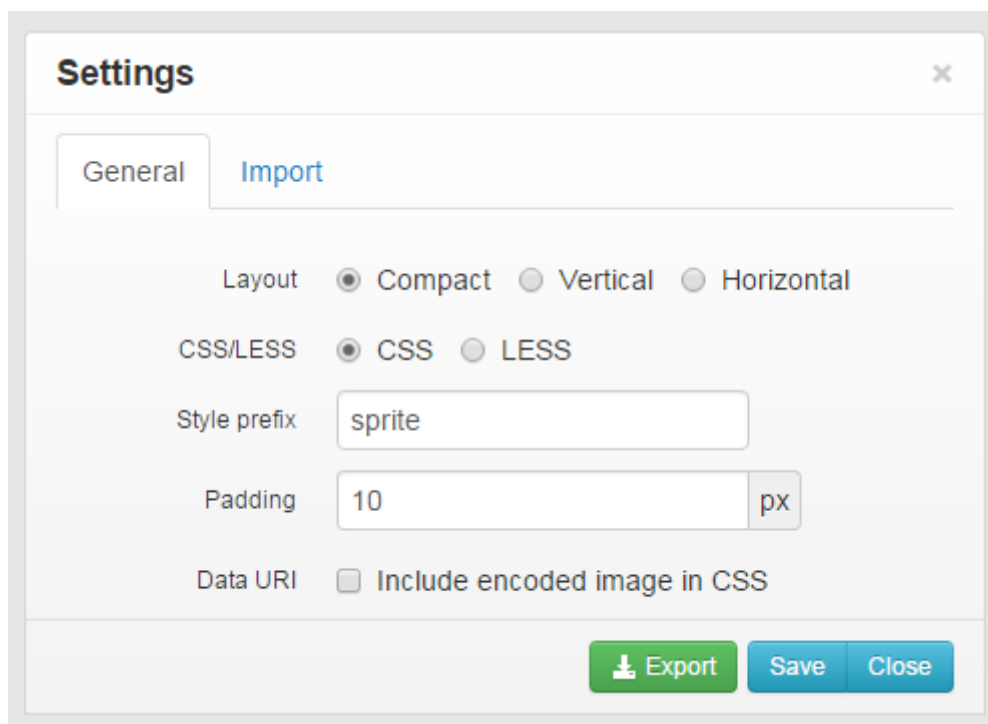 Settings ×
General Import
Layout Compact Vertical Horizontal
CSS/LESS CSS LESS
Style prefix sprite
Padding 10 px
Data URI Include encoded image in CSS
Export Save Close